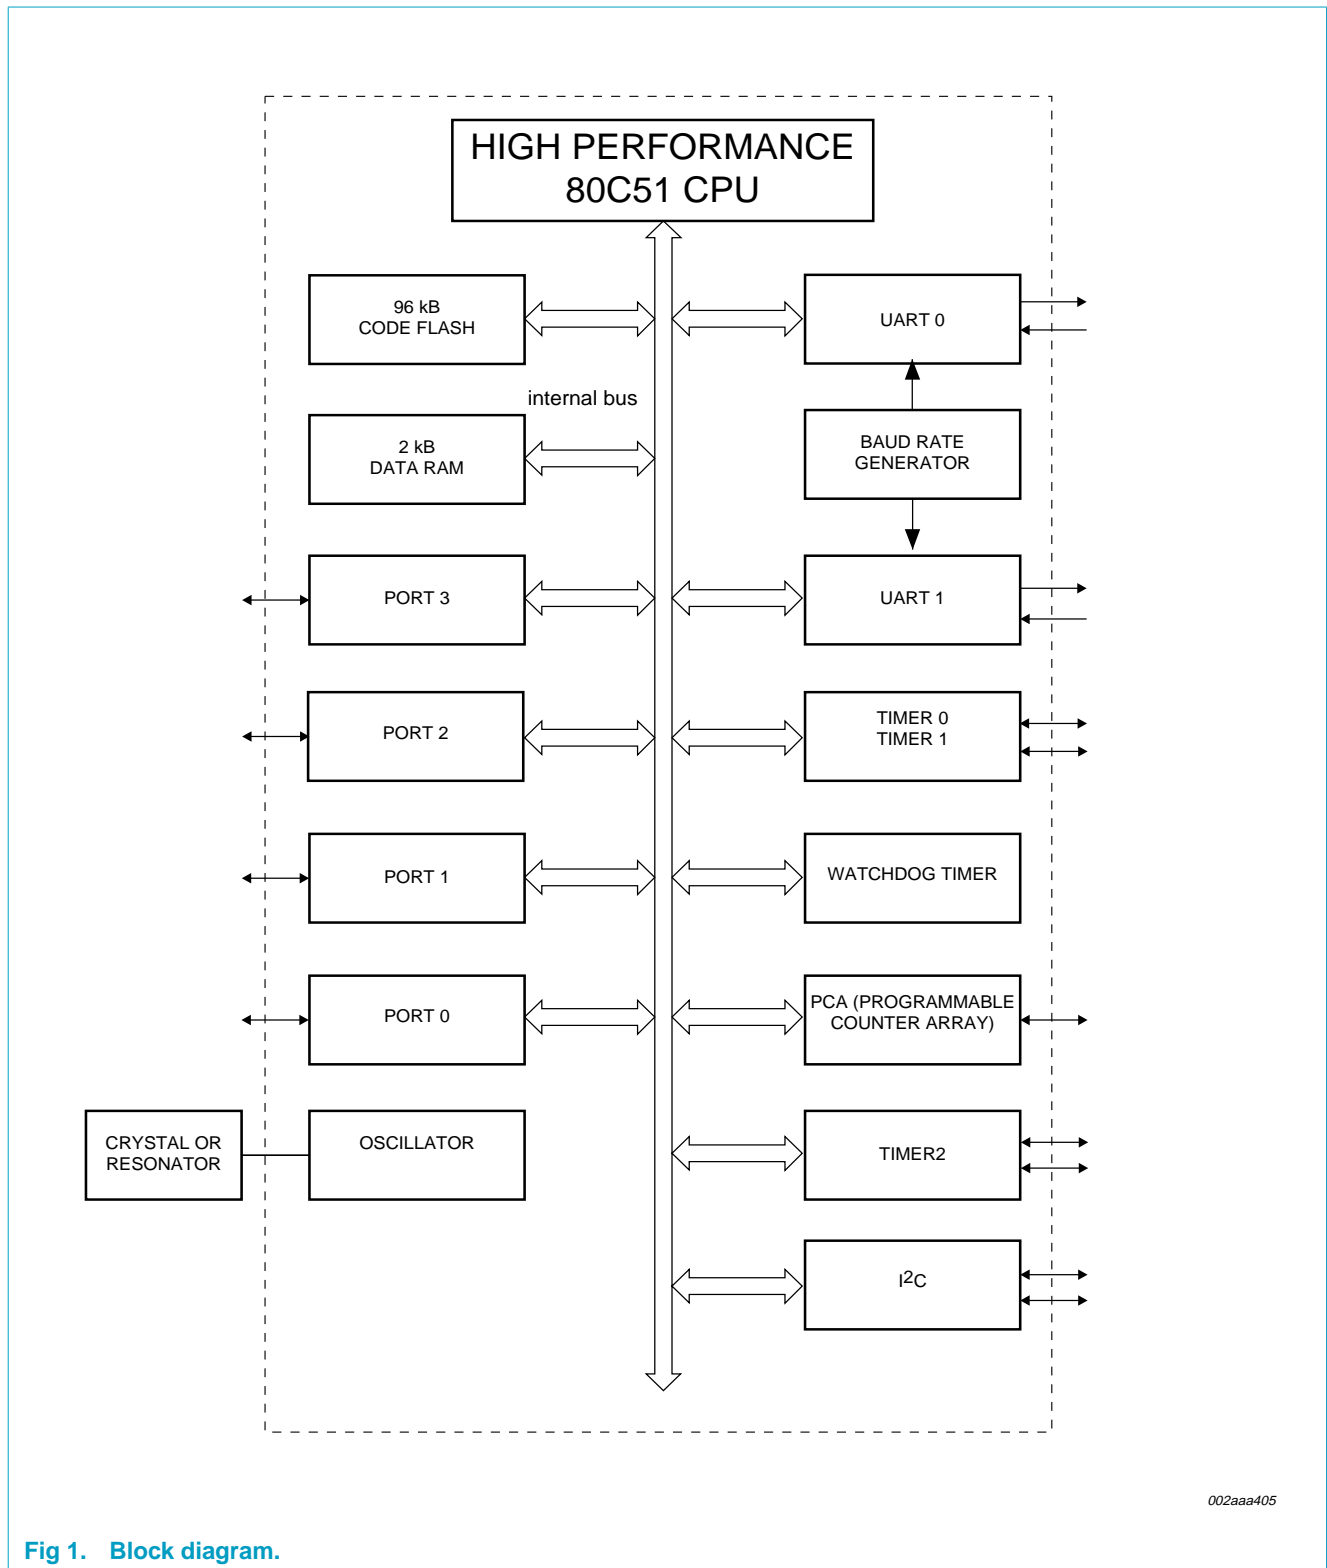 HIGH PERFORMANCE
80C51 CPU
96 kB
CODE FLASH
UART 0
internal bus
2 kB
DATA RAM
BAUD RATE
GENERATOR
PORT 3
UART 1
PORT 2
TIMER 0
TIMER 1
PORT 1
WATCHDOG TIMER
PORT 0
PCA (PROGRAMMABLE
COUNTER ARRAY)
CRYSTAL OR
RESONATOR
OSCILLATOR
TIMER2
I²C
002aaa405
Fig 1. Block diagram.